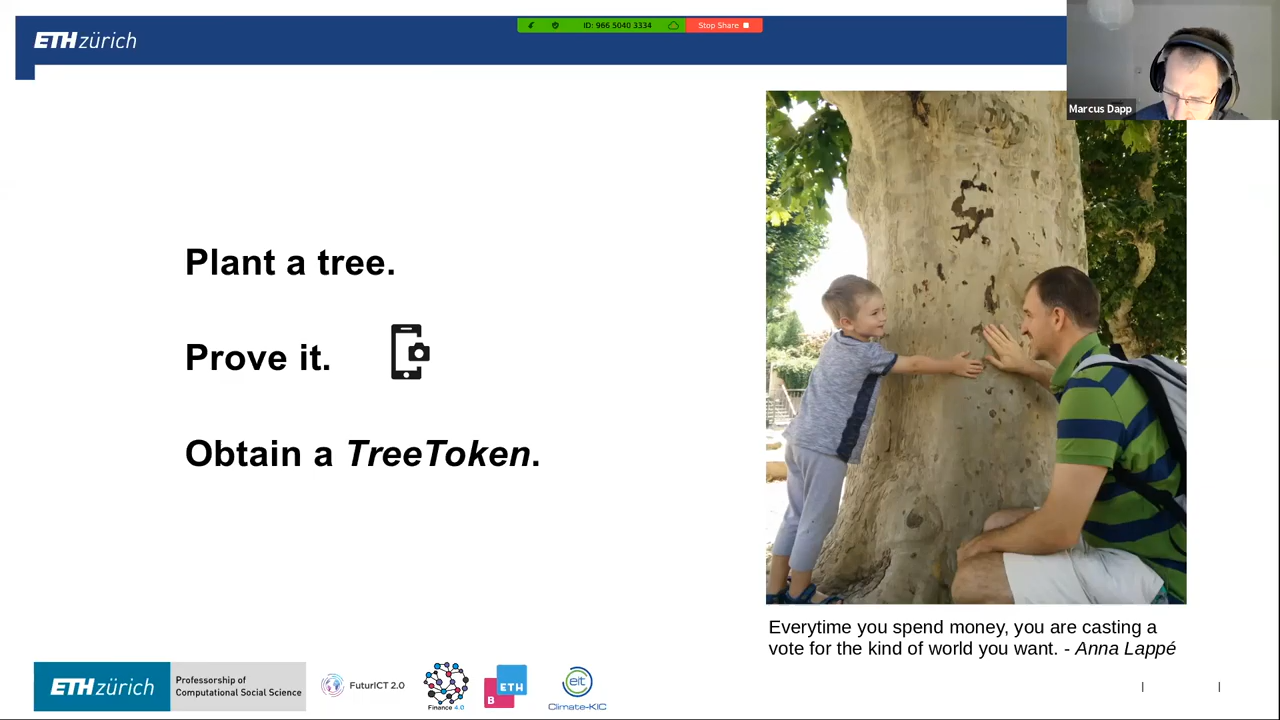 ETH zürich
ID: 966 5040 3334
Stop Share
Marcus Dapp
Plant a tree.
Prove it.
Obtain a TreeToken.
Everytime you spend money, you are casting a
vote for the kind of world you want. - Anna Lappé
ETH zürich
Professorship of
Computational Social Science
FuturICT 2.0
Finance 4.0
B
ETH
eit
Climate-KIC